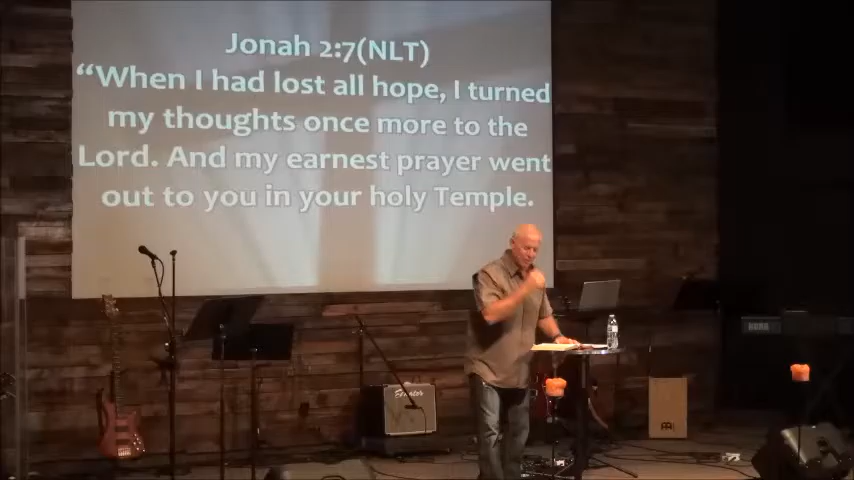 Jonah 2:7(NLT)
“When I had lost all hope, I turned
my thoughts once more to the
Lord. And my earnest prayer went
out to you in your holy Temple.
KORG